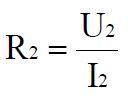 R₂ = U₂ / I₂